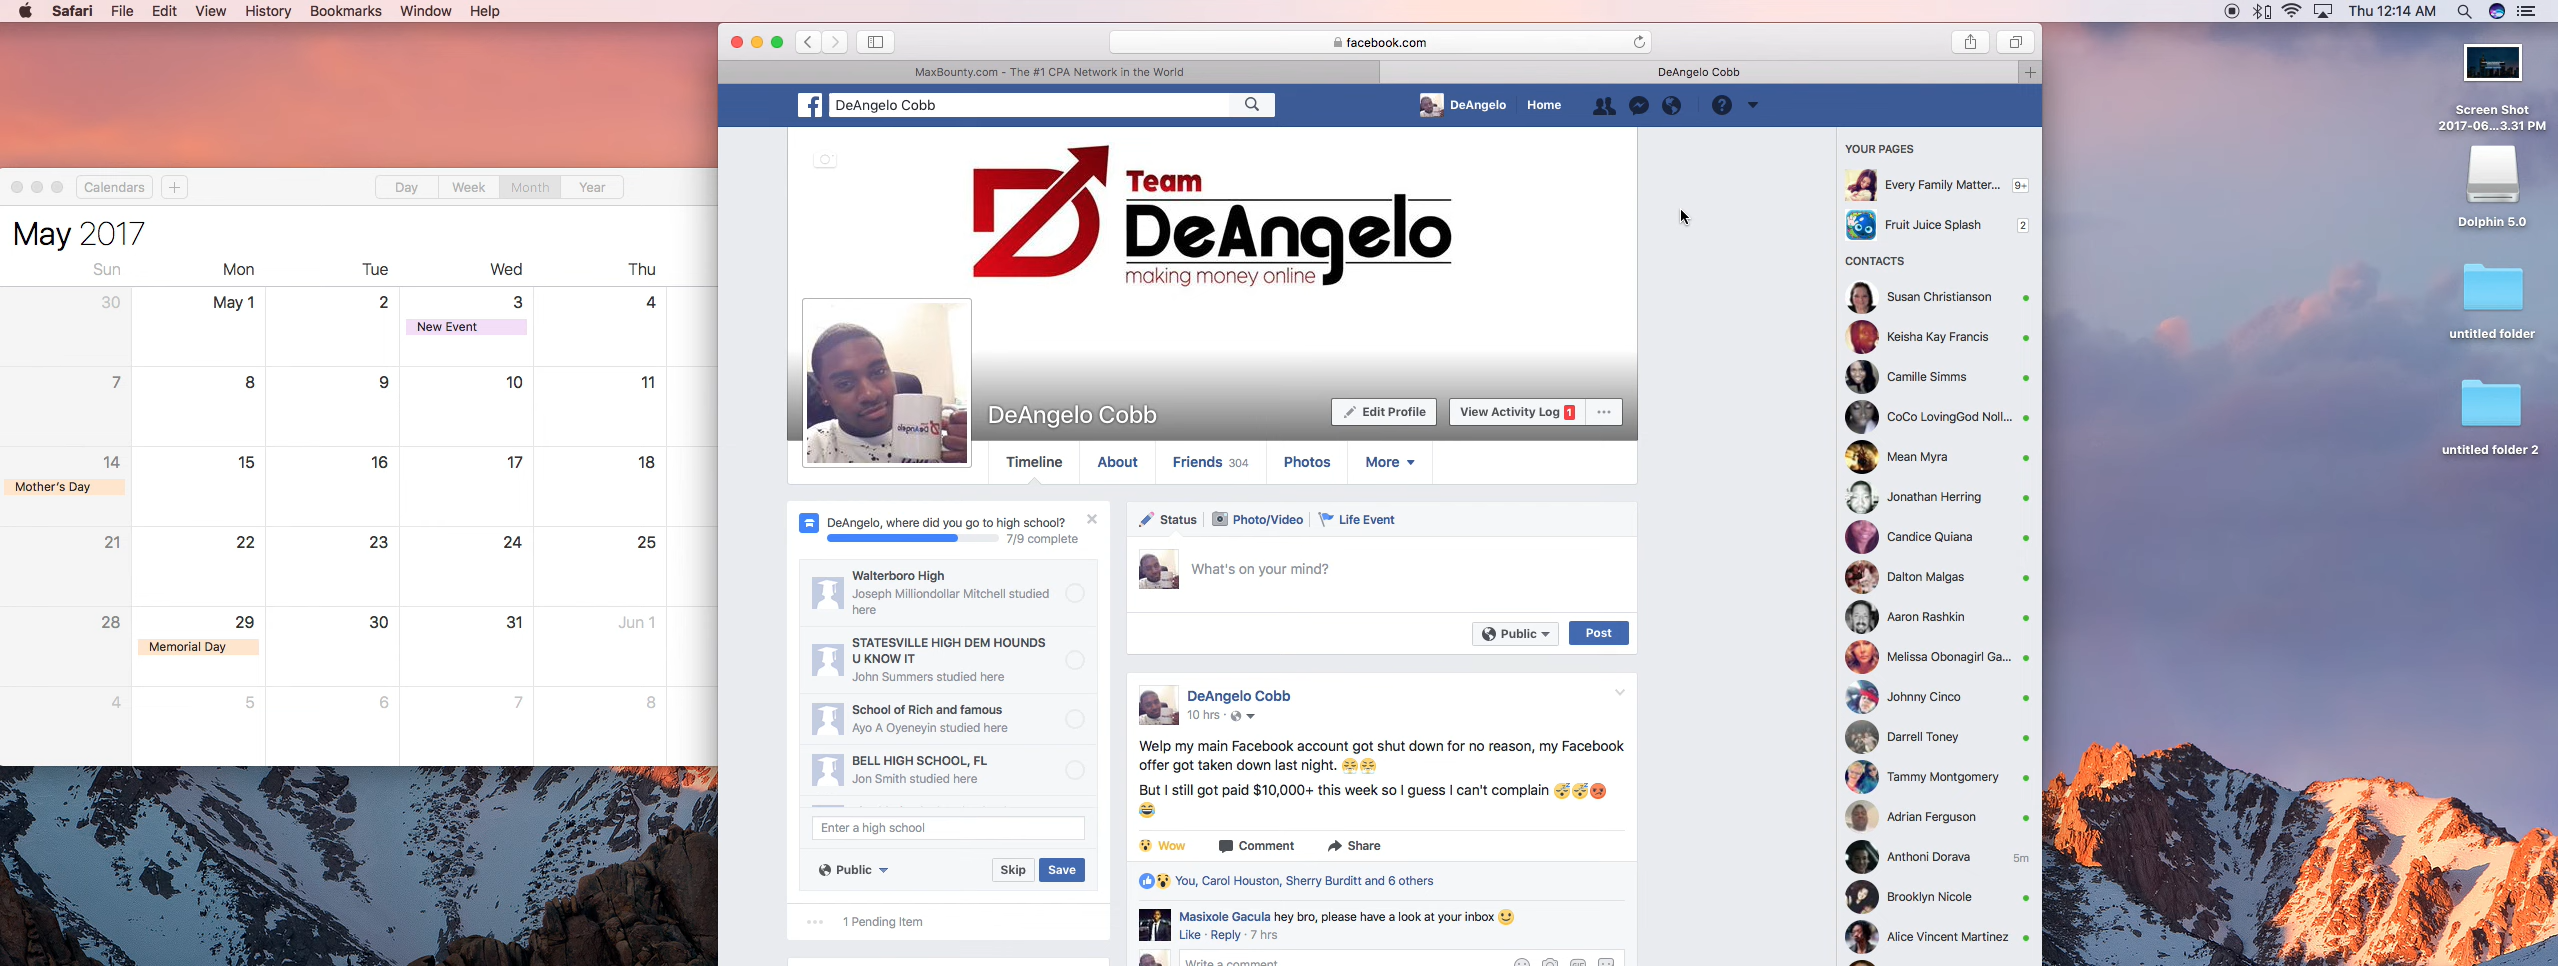 Safari File Edit View History Bookmarks Window Help
Thu 12:14 AM
facebook.com
MaxBounty.com - The #1 CPA Network in the World
DeAngelo Cobb
DeAngelo Cobb
DeAngelo
Home
?
Calendars
+
Day
Week
Month
Year
May 2017
Sun Mon Tue Wed Thu
30 May 1 2 3 4
New Event
7 8 9 10 11
14 15 16 17 18
Mother's Day
21 22 23 24 25
28 29 30 31 Jun 1
Memorial Day
4 5 6 7 8
Team
DeAngelo
making money online
DeAngelo
DeAngelo Cobb
Edit Profile
View Activity Log 1
Timeline
About
Friends 304
Photos
More
DeAngelo, where did you go to high school?
7/9 complete
Walterboro High
Joseph Milliondollar Mitchell studied
here
STATESVILLE HIGH DEM HOUNDS
U KNOW IT
John Summers studied here
School of Rich and famous
Ayo A Oyeneyin studied here
BELL HIGH SCHOOL, FL
Jon Smith studied here
Enter a high school
Public
Skip
Save
1 Pending Item
Status
Photo/Video
Life Event
What's on your mind?
Public
Post
DeAngelo Cobb
10 hrs ·
Welp my main Facebook account got shut down for no reason, my Facebook
offer got taken down last night. 😤😤
But I still got paid $10,000+ this week so I guess I can't complain 😴😴😡
😂
Wow
Comment
Share
You, Carol Houston, Sherry Burditt and 6 others
Masixole Gacula hey bro, please have a look at your inbox 🙂
Like · Reply · 7 hrs
Write a comment
YOUR PAGES
Every Family Matter... 9+
Fruit Juice Splash 2
CONTACTS
Susan Christianson
Keisha Kay Francis
Camille Simms
CoCo LovingGod Noll...
Mean Myra
Jonathan Herring
Candice Quiana
Dalton Malgas
Aaron Rashkin
Melissa Obonagirl Ga...
Johnny Cinco
Darrell Toney
Tammy Montgomery
Adrian Ferguson
Anthoni Dorava 5m
Brooklyn Nicole
Alice Vincent Martinez
Screen Shot
2017-06...3.31 PM
Dolphin 5.0
untitled folder
untitled folder 2